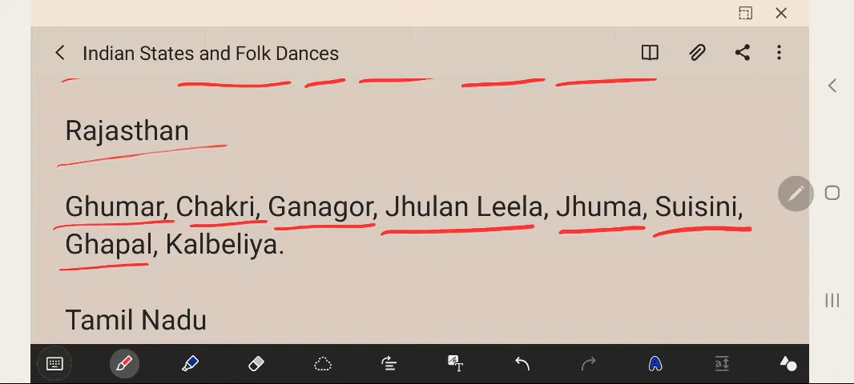 Indian States and Folk Dances
Rajasthan
Ghumar, Chakri, Ganagor, Jhulan Leela, Jhuma, Suisini,
Ghapal, Kalbeliya.
Tamil Nadu